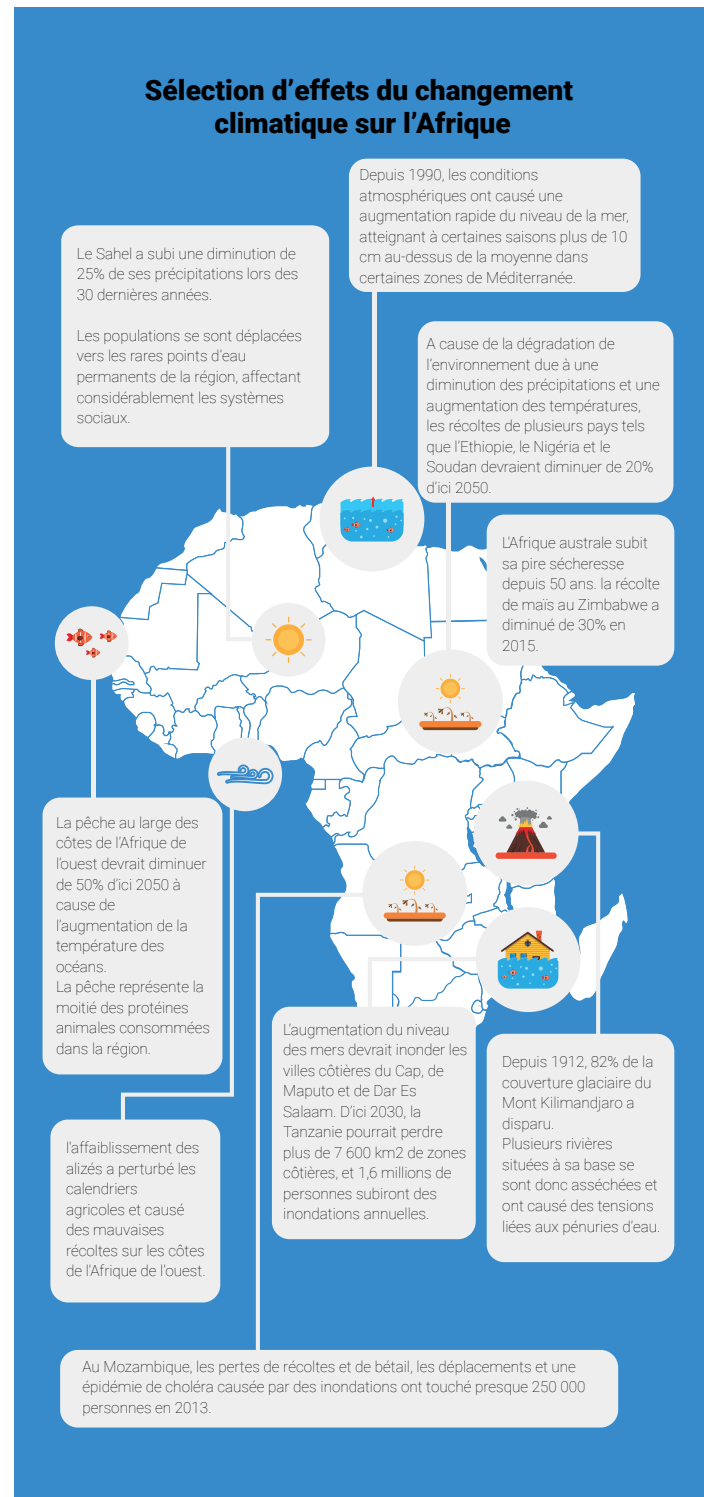 Sélection d’effets du changement
climatique sur l’Afrique
Depuis 1990, les conditions
atmosphériques ont causé une
augmentation rapide du niveau de la mer,
atteignant à certaines saisons plus de 10
cm au-dessus de la moyenne dans
certaines zones de Méditerranée.
Le Sahel a subi une diminution de
25% de ses précipitations lors des
30 dernières années.
Les populations se sont déplacées
vers les rares points d’eau
permanents de la région, affectant
considérablement les systèmes
sociaux.
A cause de la dégradation de
l’environnement due à une
diminution des précipitations et une
augmentation des températures,
les récoltes de plusieurs pays tels
que l’Ethiopie, le Nigéria et le
Soudan devraient diminuer de 20%
d’ici 2050.
L’Afrique australe subit
sa pire sécheresse
depuis 50 ans. la récolte
de maïs au Zimbabwe a
diminué de 30% en
2015.
La pêche au large des
côtes de l’Afrique de
l’ouest devrait diminuer
de 50% d’ici 2050 à
cause de
l’augmentation de la
température des
océans.
La pêche représente la
moitié des protéines
animales consommées
dans la région.
L’augmentation du niveau
des mers devrait inonder les
villes côtières du Cap, de
Maputo et de Dar Es
Salaam. D’ici 2030, la
Tanzanie pourrait perdre
plus de 7 600 km2 de zones
côtières, et 1,6 millions de
personnes subiront des
inondations annuelles.
Depuis 1912, 82% de la
couverture glaciaire du
Mont Kilimandjaro a
disparu.
Plusieurs rivières
situées à sa base se
sont donc asséchées et
ont causé des tensions
liées aux pénuries d’eau.
l’affaiblissement des
alizés a perturbé les
calendriers
agricoles et causé
des mauvaises
récoltes sur les côtes
de l’Afrique de l’ouest.
Au Mozambique, les pertes de récoltes et de bétail, les déplacements et une
épidémie de choléra causée par des inondations ont touché presque 250 000
personnes en 2013.